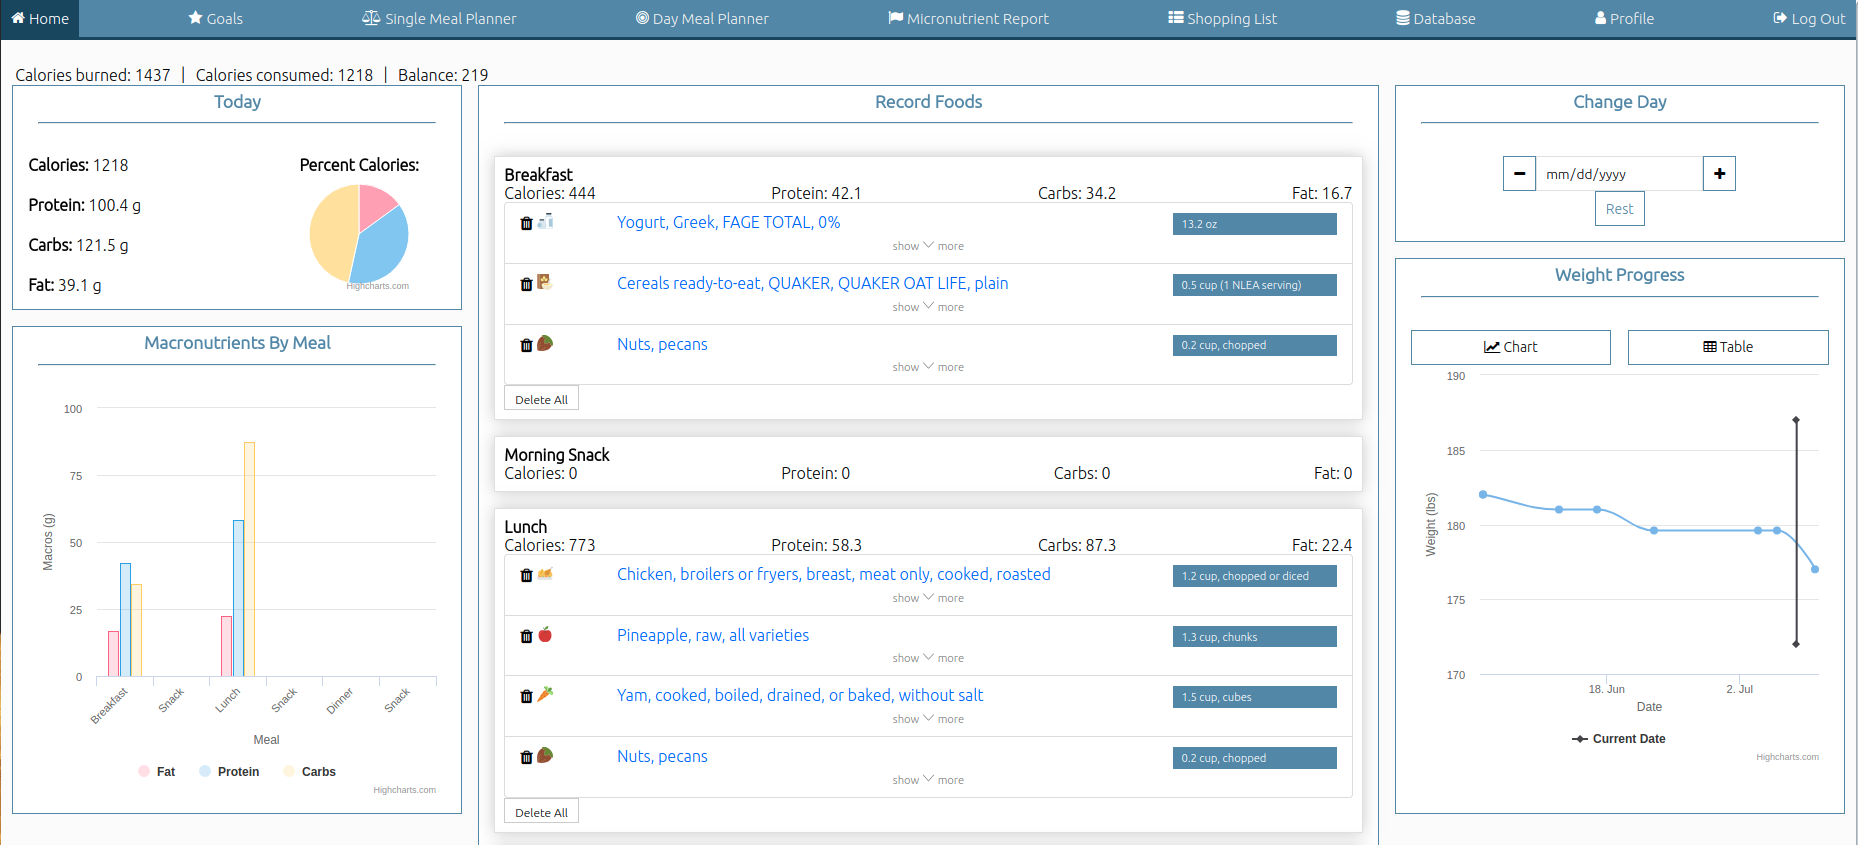 Home Goals Single Meal Planner Day Meal Planner Micronutrient Report Shopping List Database Profile Log Out
Calories burned: 1437 | Calories consumed: 1218 | Balance: 219
Today
Calories: 1218
Protein: 100.4 g
Carbs: 121.5 g
Fat: 39.1 g
Percent Calories:
Highcharts.com
Macronutrients By Meal
Macros (g)
100
75
50
25
0
Breakfast Snack Lunch Snack Dinner Snack
Meal
Fat Protein Carbs
Highcharts.com
Record Foods
Breakfast
Calories: 444 Protein: 42.1 Carbs: 34.2 Fat: 16.7
Yogurt, Greek, FAGE TOTAL, 0% 13.2 oz
show more
Cereals ready-to-eat, QUAKER, QUAKER OAT LIFE, plain 0.5 cup (1 NLEA serving)
show more
Nuts, pecans 0.2 cup, chopped
show more
Delete All
Morning Snack
Calories: 0 Protein: 0 Carbs: 0 Fat: 0
Lunch
Calories: 773 Protein: 58.3 Carbs: 87.3 Fat: 22.4
Chicken, broilers or fryers, breast, meat only, cooked, roasted 1.2 cup, chopped or diced
show more
Pineapple, raw, all varieties 1.3 cup, chunks
show more
Yam, cooked, boiled, drained, or baked, without salt 1.5 cup, cubes
show more
Nuts, pecans 0.2 cup, chopped
show more
Delete All
Change Day
− mm/dd/yyyy +
Rest
Weight Progress
Chart Table
Weight (lbs)
190
185
180
175
170
18. Jun 2. Jul
Date
Current Date
Highcharts.com